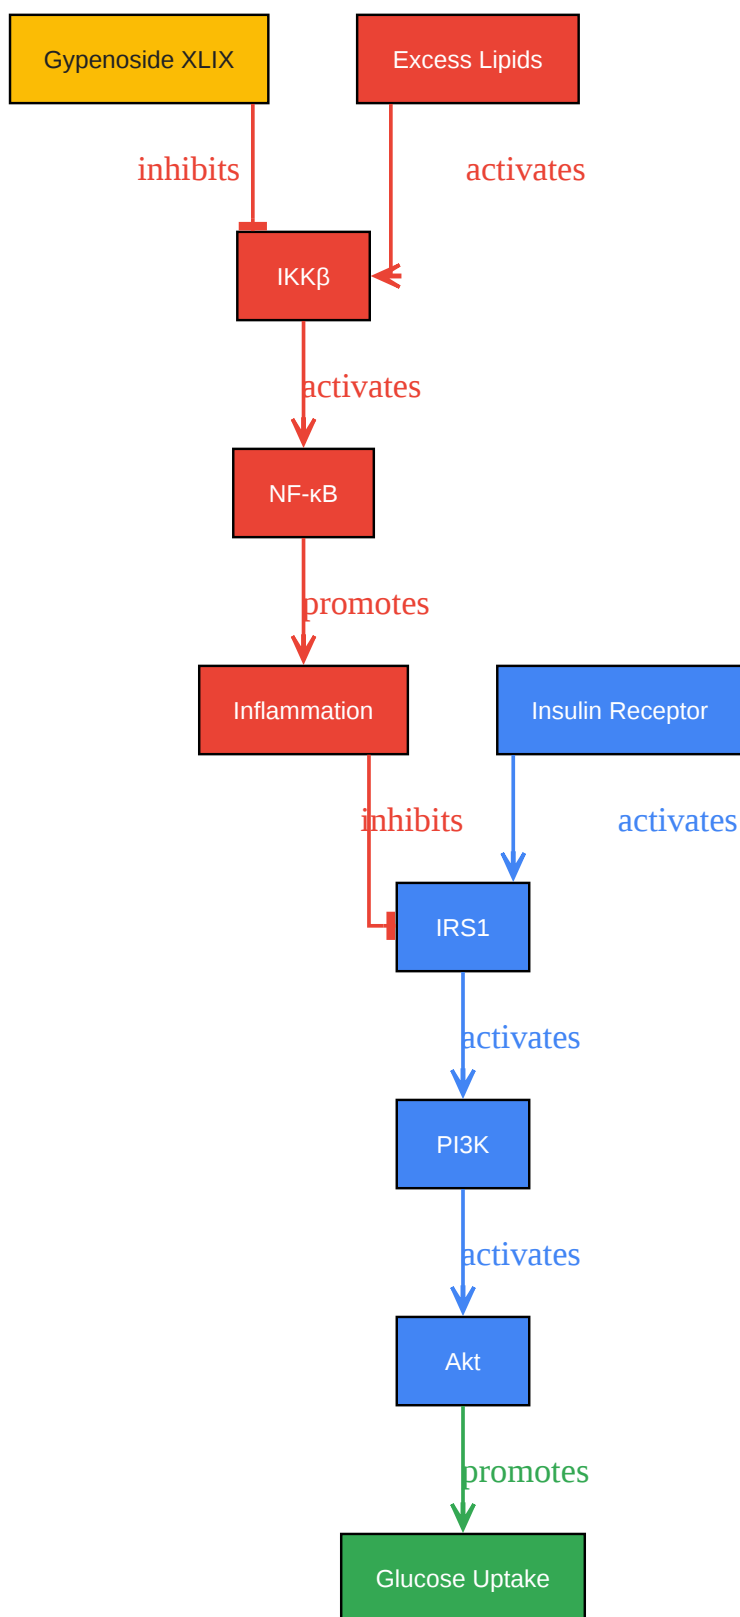 Gypenoside XLIX
Excess Lipids
inhibits
activates
IKKβ
activates
NF-κB
promotes
Inflammation
Insulin Receptor
inhibits
activates
IRS1
activates
PI3K
activates
Akt
promotes
Glucose Uptake